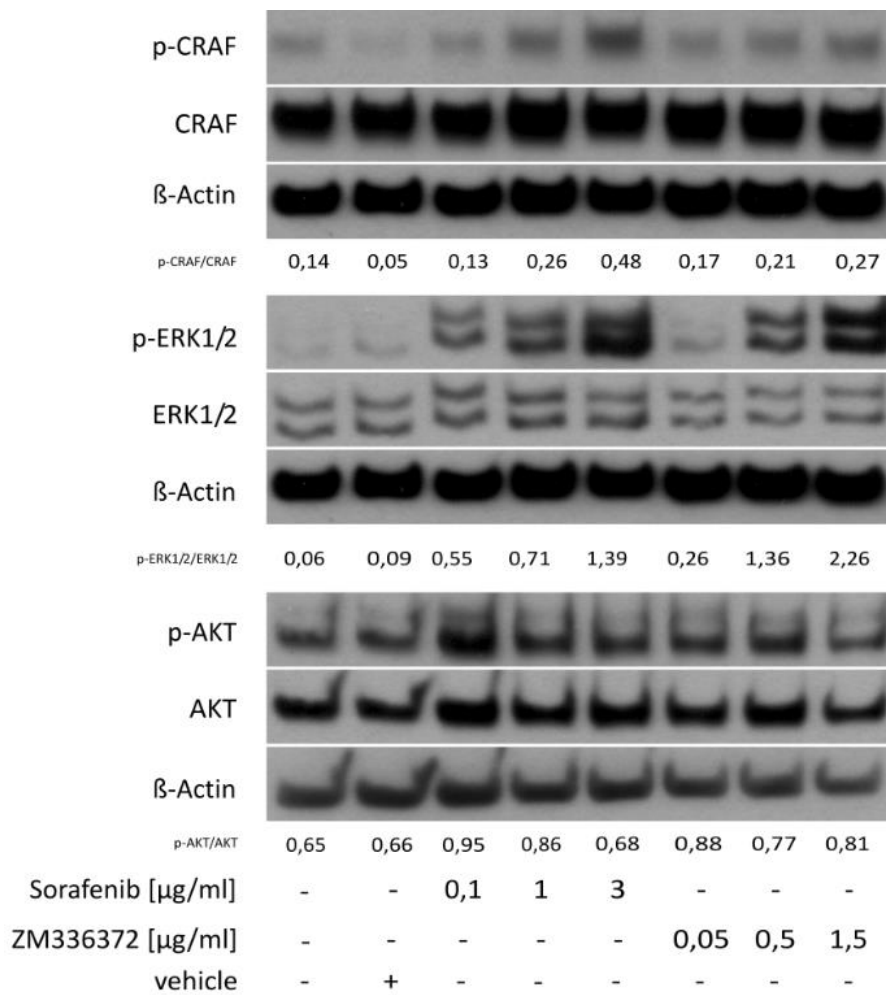 p-CRAF
CRAF
ß-Actin
p-CRAF/CRAF 0,14 0,05 0,13 0,26 0,48 0,17 0,21 0,27
p-ERK1/2
ERK1/2
ß-Actin
p-ERK1/2/ERK1/2 0,06 0,09 0,55 0,71 1,39 0,26 1,36 2,26
p-AKT
AKT
ß-Actin
p-AKT/AKT 0,65 0,66 0,95 0,86 0,68 0,88 0,77 0,81
Sorafenib [µg/ml] - - 0,1 1 3 - - -
ZM336372 [µg/ml] - - - - - 0,05 0,5 1,5
vehicle - + - - - - - -